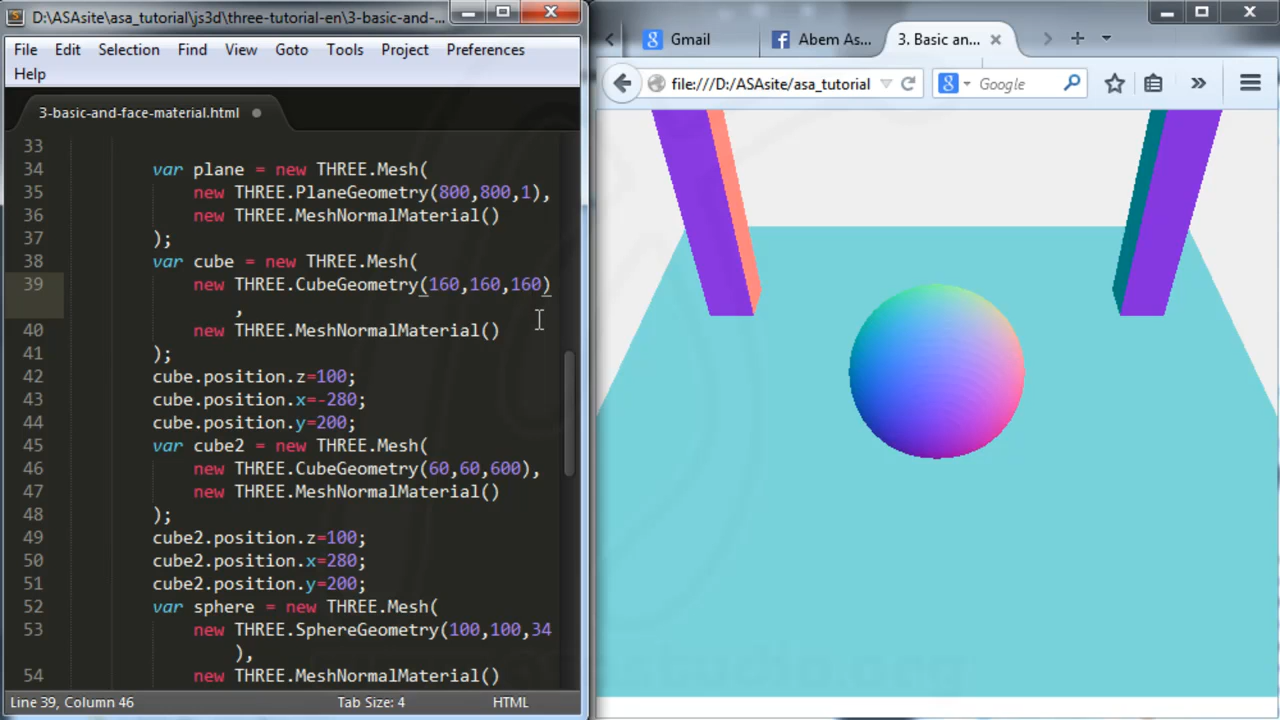 D:\ASAsite\asa_tutorial\js3d\three-tutorial-en\3-basic-and-...
File Edit Selection Find View Goto Tools Project Preferences
Help
3-basic-and-face-material.html
33
34 var plane = new THREE.Mesh(
35 new THREE.PlaneGeometry(800,800,1),
36 new THREE.MeshNormalMaterial()
37 );
38 var cube = new THREE.Mesh(
39 new THREE.CubeGeometry(160,160,160)
,
40 new THREE.MeshNormalMaterial()
41 );
42 cube.position.z=100;
43 cube.position.x=-280;
44 cube.position.y=200;
45 var cube2 = new THREE.Mesh(
46 new THREE.CubeGeometry(60,60,600),
47 new THREE.MeshNormalMaterial()
48 );
49 cube2.position.z=100;
50 cube2.position.x=280;
51 cube2.position.y=200;
52 var sphere = new THREE.Mesh(
53 new THREE.SphereGeometry(100,100,34
),
54 new THREE.MeshNormalMaterial()
Line 39, Column 46 Tab Size: 4 HTML
Gmail Abem As... 3. Basic an...
file:///D:/ASAsite/asa_tutorial Google